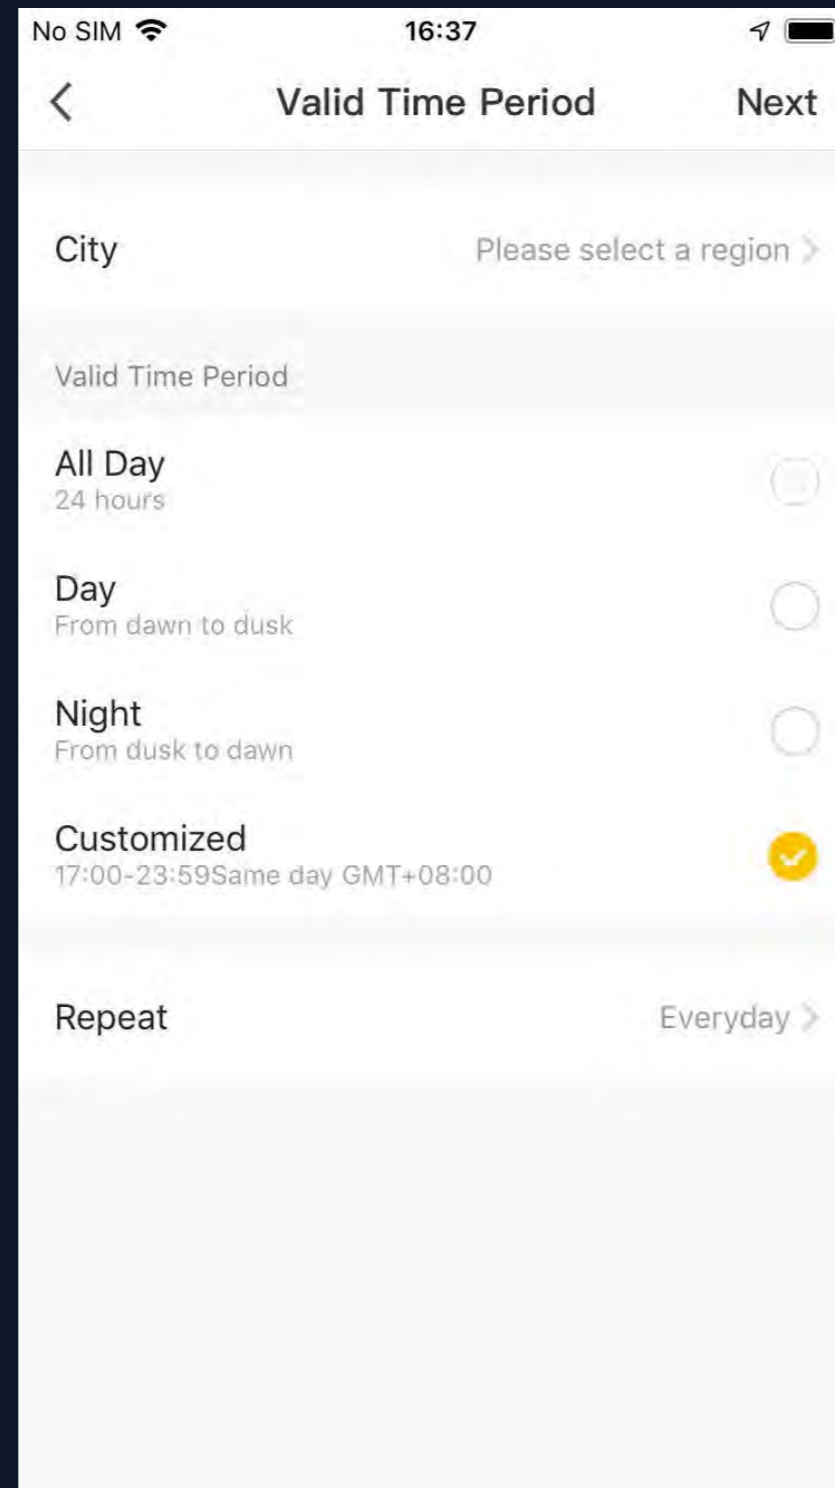 No SIM 16:37
Valid Time Period Next
City Please select a region
Valid Time Period
All Day
24 hours
Day
From dawn to dusk
Night
From dusk to dawn
Customized
17:00-23:59Same day GMT+08:00
Repeat Everyday